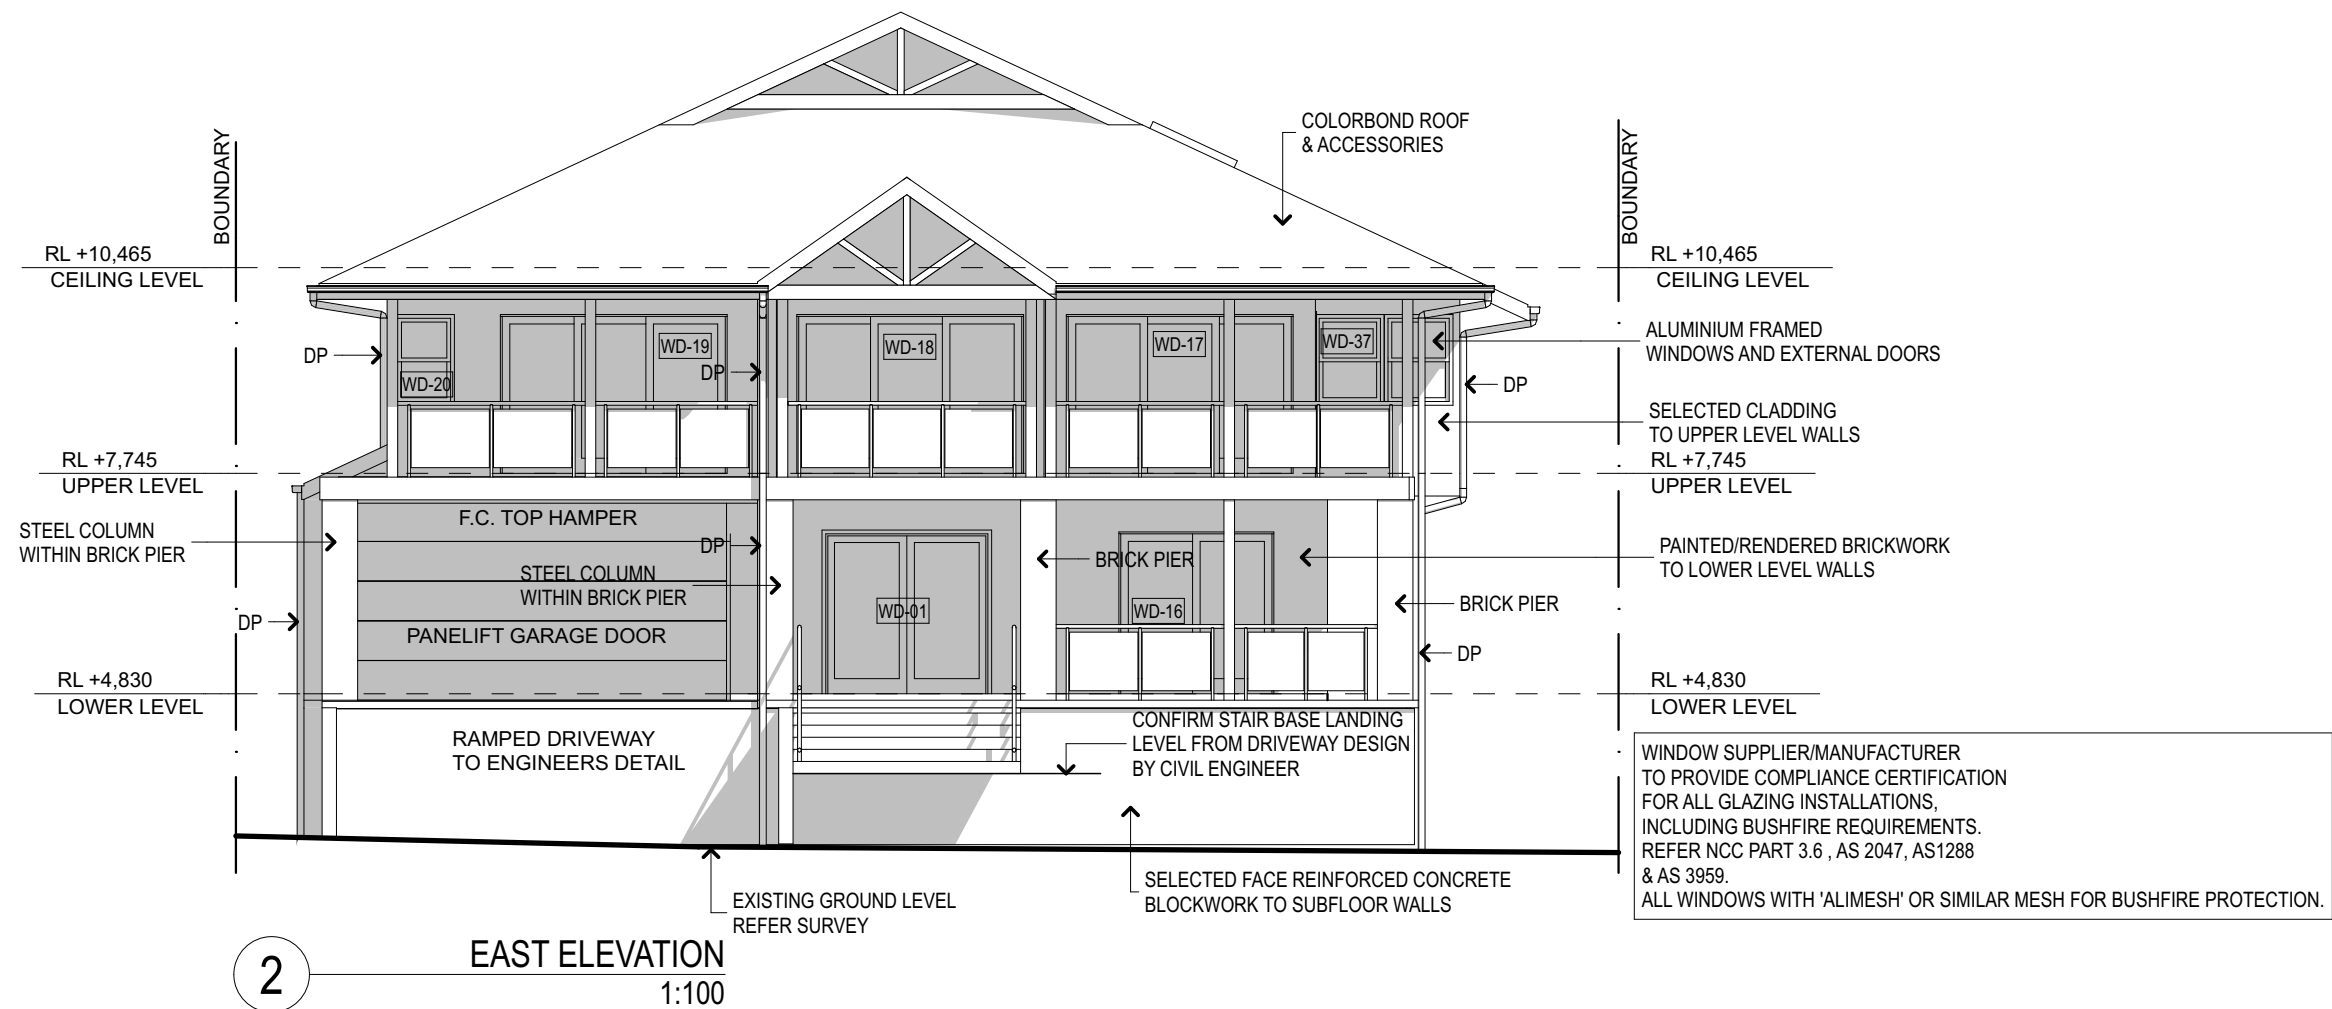 COLORBOND ROOF
& ACCESSORIES
BOUNDARY
BOUNDARY
RL +10,465
CEILING LEVEL
RL +10,465
CEILING LEVEL
ALUMINIUM FRAMED
WINDOWS AND EXTERNAL DOORS
DP
WD-19
WD-18
WD-17
WD-37
DP
WD-20
DP
SELECTED CLADDING
TO UPPER LEVEL WALLS
RL +7,745
UPPER LEVEL
RL +7,745
UPPER LEVEL
STEEL COLUMN
WITHIN BRICK PIER
F.C. TOP HAMPER
DP
BRICK PIER
PAINTED/RENDERED BRICKWORK
TO LOWER LEVEL WALLS
STEEL COLUMN
WITHIN BRICK PIER
WD-01
WD-16
BRICK PIER
DP
PANELIFT GARAGE DOOR
DP
RL +4,830
LOWER LEVEL
RL +4,830
LOWER LEVEL
RAMPED DRIVEWAY
TO ENGINEERS DETAIL
CONFIRM STAIR BASE LANDING
LEVEL FROM DRIVEWAY DESIGN
BY CIVIL ENGINEER
WINDOW SUPPLIER/MANUFACTURER
TO PROVIDE COMPLIANCE CERTIFICATION
FOR ALL GLAZING INSTALLATIONS,
INCLUDING BUSHFIRE REQUIREMENTS.
REFER NCC PART 3.6 , AS 2047, AS1288
& AS 3959.
ALL WINDOWS WITH 'ALIMESH' OR SIMILAR MESH FOR BUSHFIRE PROTECTION.
EXISTING GROUND LEVEL
REFER SURVEY
SELECTED FACE REINFORCED CONCRETE
BLOCKWORK TO SUBFLOOR WALLS
2
EAST ELEVATION
1:100